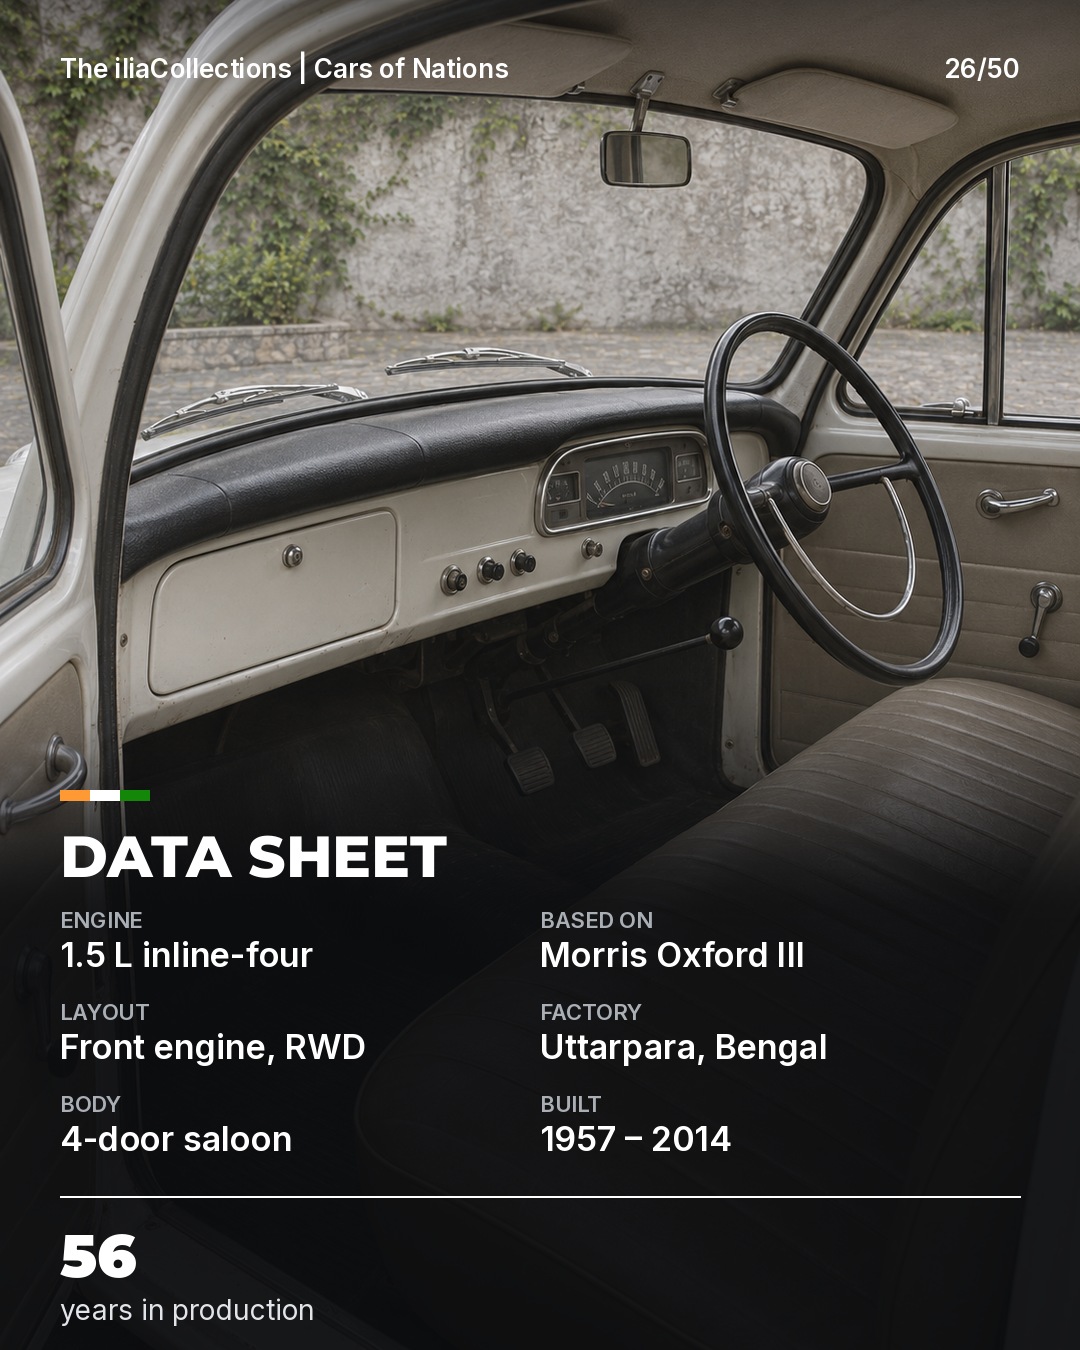 The iliaCollections | Cars of Nations
26/50
DATA SHEET
ENGINE
1.5 L inline-four
BASED ON
Morris Oxford III
LAYOUT
Front engine, RWD
FACTORY
Uttarpara, Bengal
BODY
4-door saloon
BUILT
1957 – 2014
56
years in production